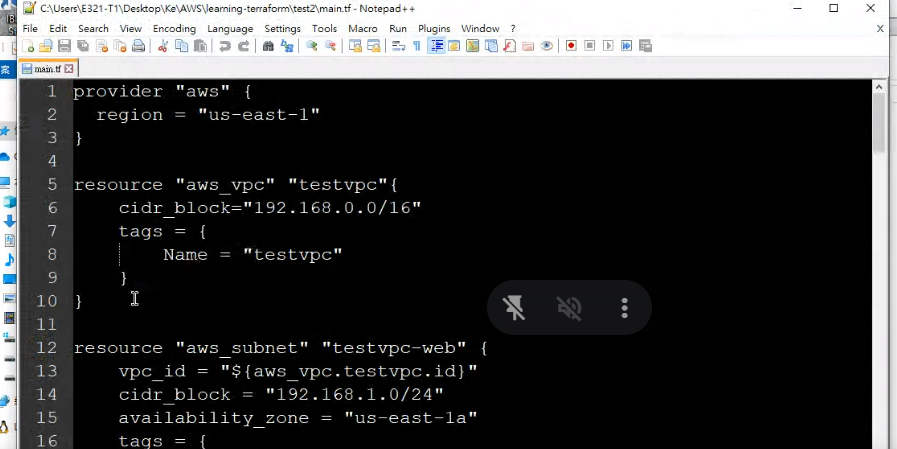 C:\Users\E321-T1\Desktop\Ke\AWS\learning-terraform\test2\main.tf - Notepad++
File Edit Search View Encoding Language Settings Tools Macro Run Plugins Window ? X
main.tf
1 provider "aws" {
2 region = "us-east-1"
3 }
4
5 resource "aws_vpc" "testvpc"{
6 cidr_block="192.168.0.0/16"
7 tags = {
8 Name = "testvpc"
9 }
10 }
11
12 resource "aws_subnet" "testvpc-web" {
13 vpc_id = "${aws_vpc.testvpc.id}"
14 cidr_block = "192.168.1.0/24"
15 availability_zone = "us-east-1a"
16 tags = {